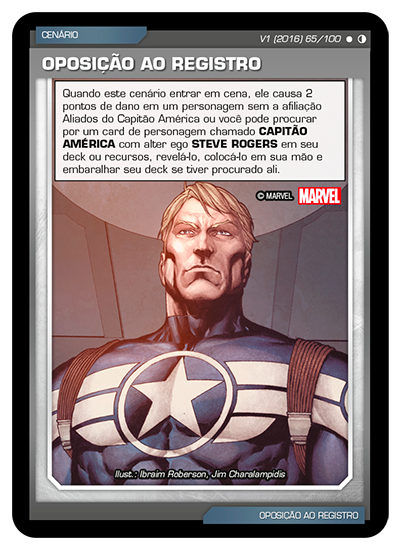 CENÁRIO
V1 (2016) 65/100
OPOSIÇÃO AO REGISTRO
Quando este cenário entrar em cena, ele causa 2
pontos de dano em um personagem sem a afiliação
Aliados do Capitão América ou você pode procurar
por um card de personagem chamado CAPITÃO
AMÉRICA com alter ego STEVE ROGERS em seu
deck ou recursos, revelá-lo, colocá-lo em sua mão e
embaralhar seu deck se tiver procurado ali.
© MARVEL MARVEL
Ilust.: Ibraim Roberson, Jim Charalampidis
OPOSIÇÃO AO REGISTRO